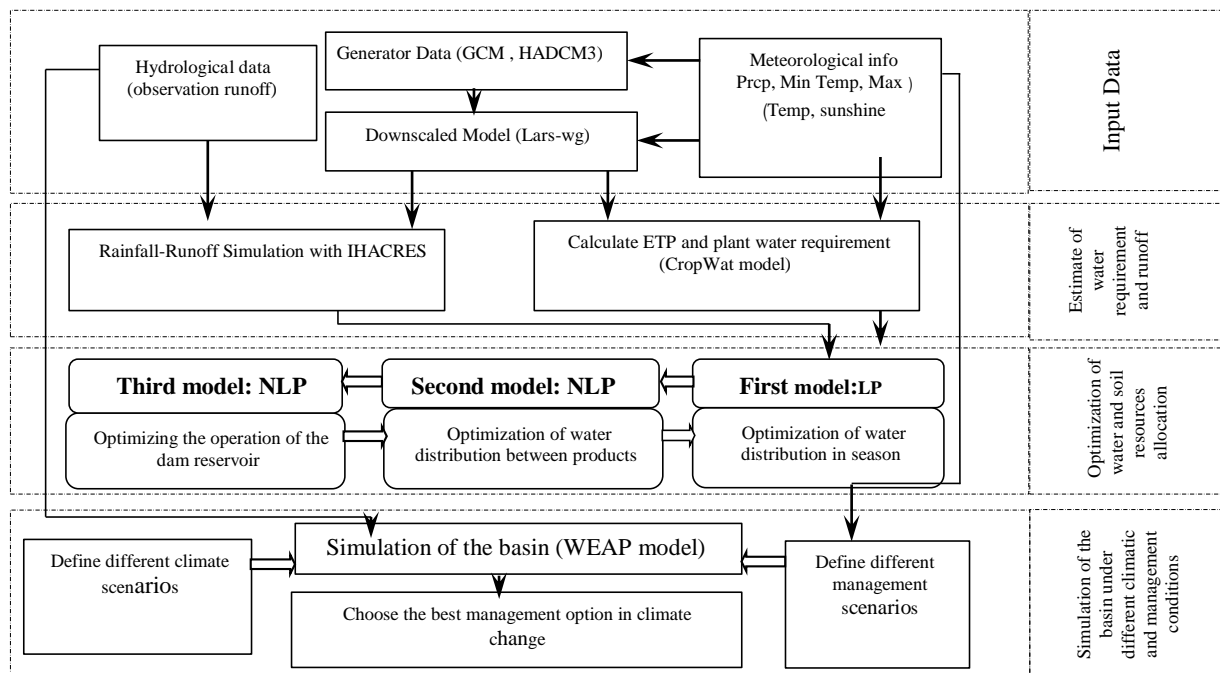 Hydrological data
(observation runoff)
Generator Data (GCM , HADCM3)
Meteorological info
Prcp, Min Temp, Max )
(Temp, sunshine
Downscaled Model (Lars-wg)
Input Data
Rainfall-Runoff Simulation with IHACRES
Calculate ETP and plant water requirement
(CropWat model)
Estimate of
water
requirement
and runoff
Third model: NLP
Second model: NLP
First model:LP
Optimizing the operation of the
dam reservoir
Optimization of water
distribution between products
Optimization of water
distribution in season
Optimization of
water and soil
resources
allocation
Define different climate
scenarios
Simulation of the basin (WEAP model)
Define different
management
scenarios
Choose the best management option in climate
change
Simulation of the
basin under
different climatic
and management
conditions